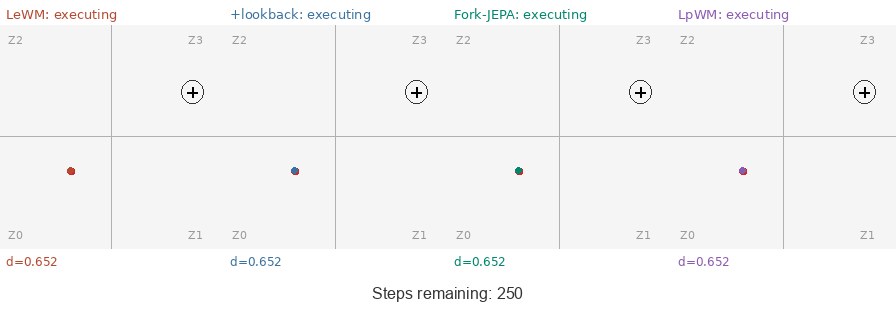 LeWM: executing +lookback: executing Fork-JEPA: executing LpWM: executing
Z2 Z3 Z2 Z3 Z2 Z3 Z2 Z3
Z0 Z1 Z0 Z1 Z0 Z1 Z0 Z1
d=0.652 d=0.652 d=0.652 d=0.652
Steps remaining: 250